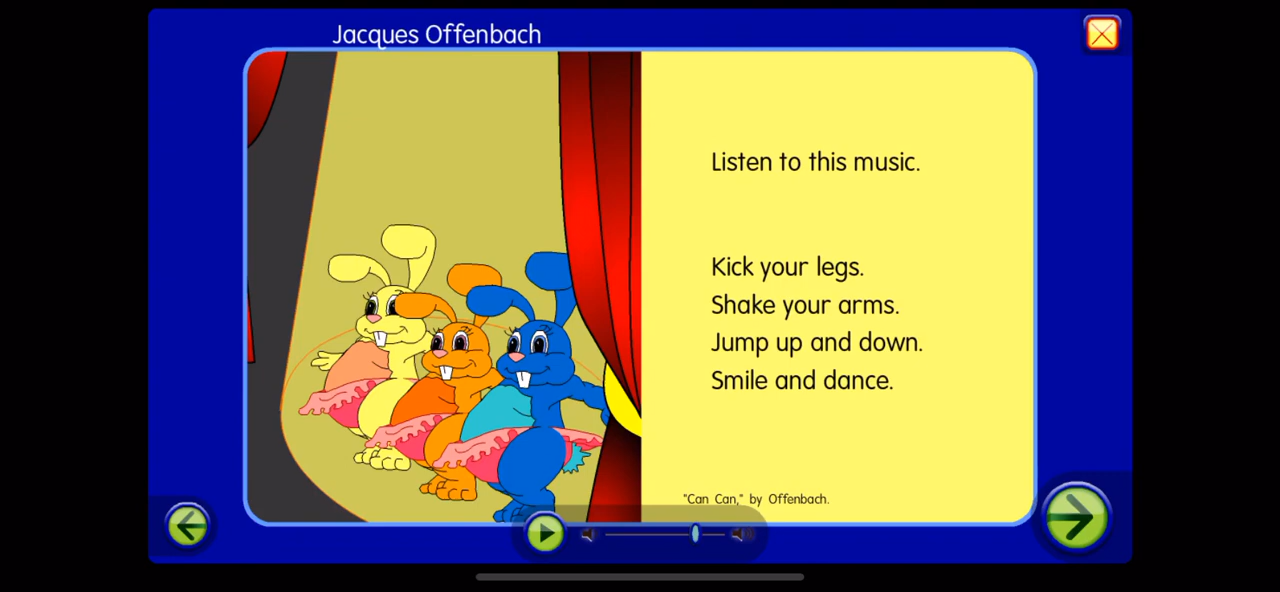 Jacques Offenbach
Listen to this music.
Kick your legs.
Shake your arms.
Jump up and down.
Smile and dance.
"Can Can," by Offenbach.